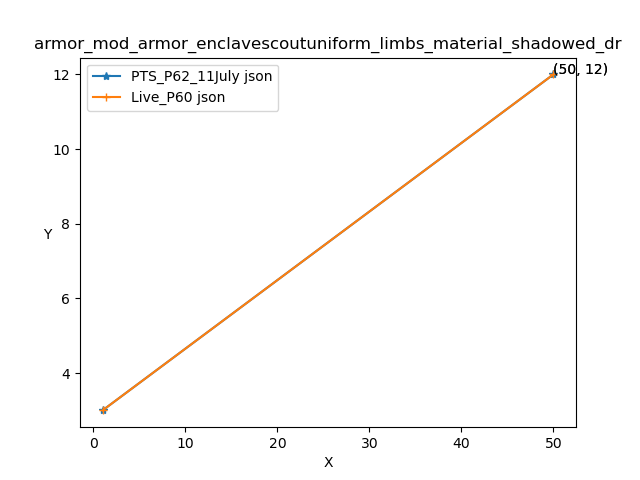 armor_mod_armor_enclavescoutuniform_limbs_material_shadowed_dr
PTS_P62_11July json
Live_P60 json
(50, 12)
12
10
8
6
4
Y
0 10 20 30 40 50
X